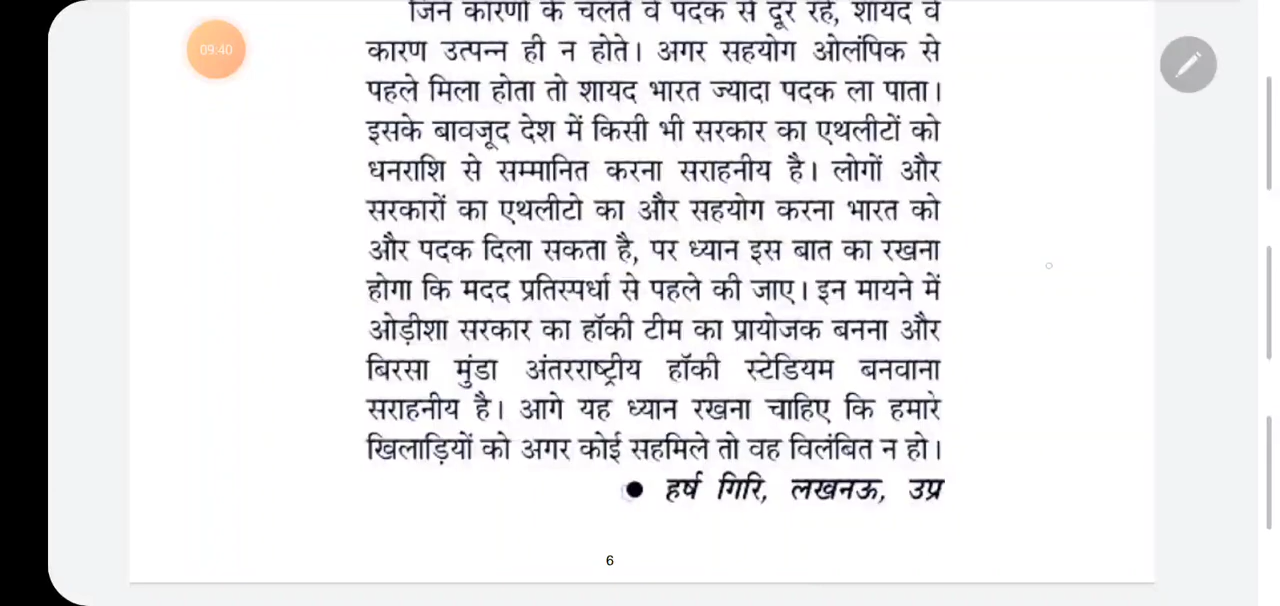 जिन कारणों के चलते वे पदक से दूर रहे, शायद वे
09:40
कारण उत्पन्न ही न होते। अगर सहयोग ओलंपिक से
पहले मिला होता तो शायद भारत ज्यादा पदक ला पाता।
इसके बावजूद देश में किसी भी सरकार का एथलीटों को
धनराशि से सम्मानित करना सराहनीय है। लोगों और
सरकारों का एथलीटो का और सहयोग करना भारत को
और पदक दिला सकता है, पर ध्यान इस बात का रखना
होगा कि मदद प्रतिस्पर्धा से पहले की जाए। इन मायने में
ओड़ीशा सरकार का हॉकी टीम का प्रायोजक बनना और
बिरसा मुंडा अंतरराष्ट्रीय हॉकी स्टेडियम बनवाना
सराहनीय है। आगे यह ध्यान रखना चाहिए कि हमारे
खिलाड़ियों को अगर कोई सहमिले तो वह विलंबित न हो।
● हर्ष गिरि, लखनऊ, उप्र
6